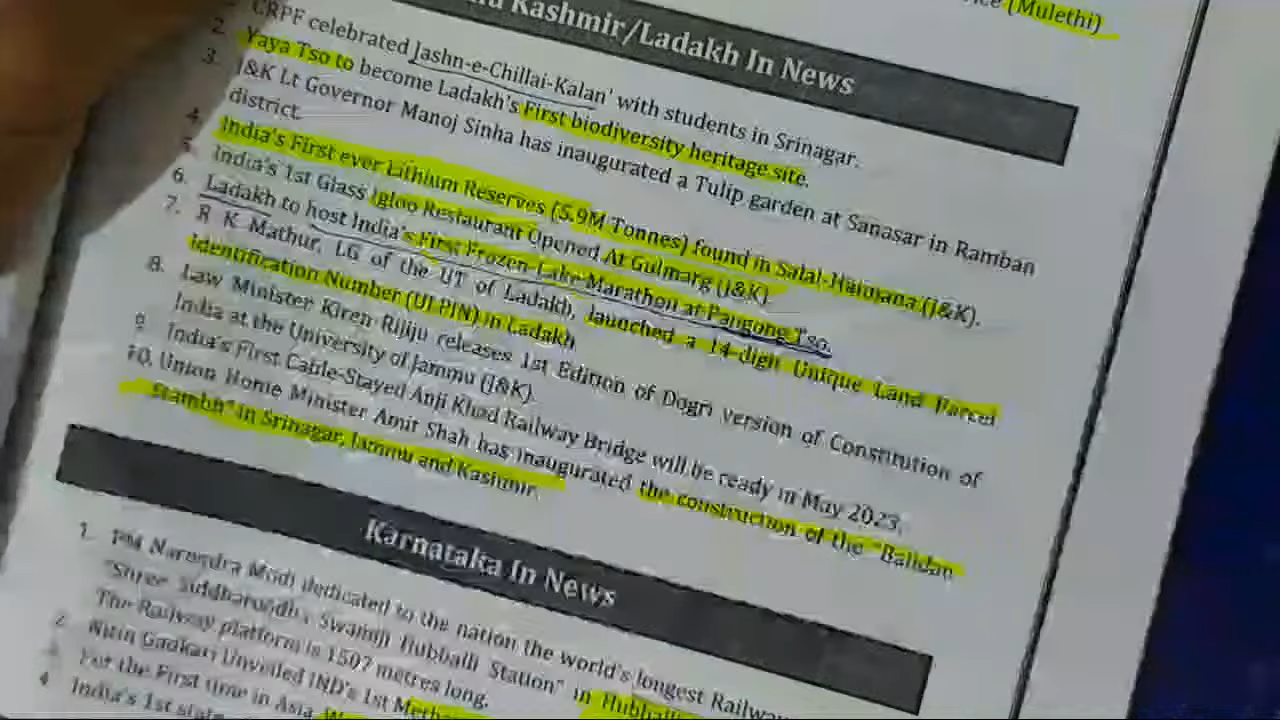 ice (Mulethi)
Kashmir/Ladakh In News
CRPF celebrated Jashn-e-Chillai-Kalan' with students in Srinagar.
2. Yaya Tso to become Ladakh's First biodiversity heritage site.
3. J&K Lt Governor Manoj Sinha has inaugurated a Tulip garden at Sanasar in Ramban
district.
4. India's First ever Lithium Reserves (5.9M Tonnes) found in Salal-Haimana (J&K).
5. India's 1st Glass Igloo Restaurant Opened At Gulmarg (J&K).
6. Ladakh to host India's First Frozen-Lake Marathon at Pangong Tso.
7. R K Mathur, LG of the UT of Ladakh, launched a 14-digit Unique Land Parcel
Identification Number (ULPIN) in Ladakh
8. Law Minister Kiren Rijiju releases 1st Edition of Dogri version of Constitution of
India at the University of Jammu (J&K).
9. India's First Cable-Stayed Anji Khad Railway Bridge will be ready in May 2023.
10. Union Home Minister Amit Shah has inaugurated the construction of the "Balidan
Stambh" in Srinagar, Jammu and Kashmir.
Karnataka In News
1. PM Narendra Modi dedicated to the nation the world's longest Railway
"Shree Siddharoodha Swamiji Hubballi Station" in Hubballi
The Railway platform is 1507 metres long.
2. Nitin Gadkari Unveiled IND's 1st
For the First time in Asia,
4 India's 1st state